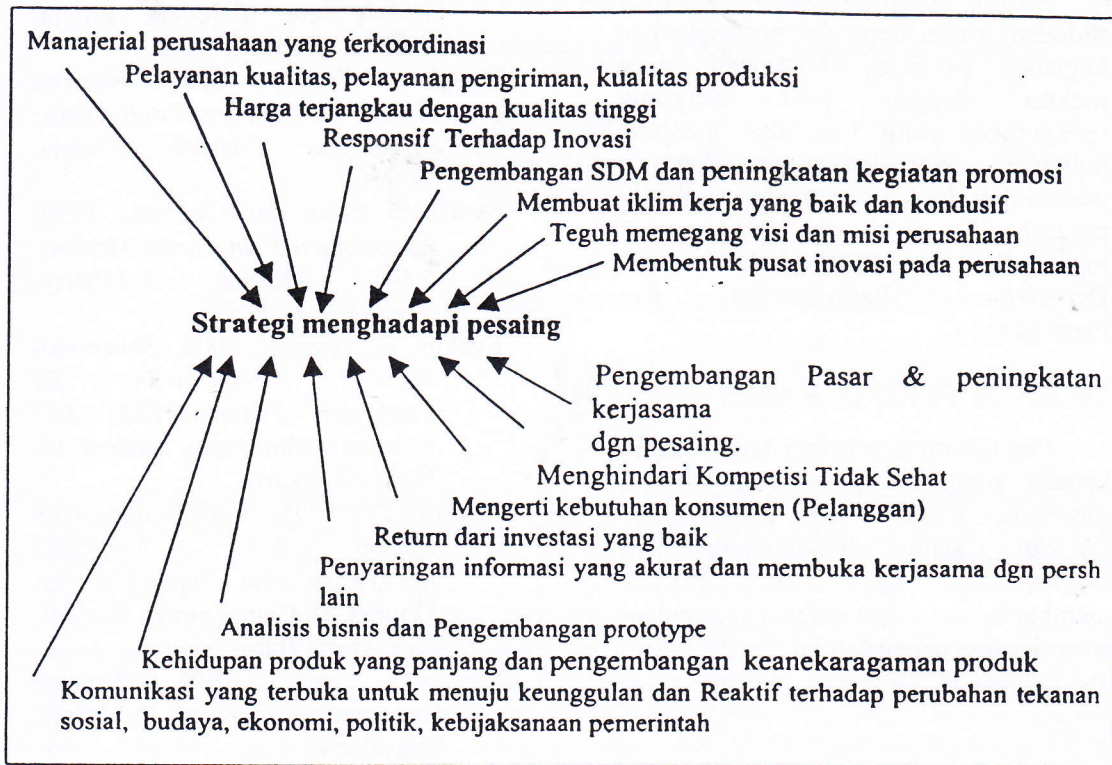 Manajerial perusahaan yang terkoordinasi
Pelayanan kualitas, pelayanan pengiriman, kualitas produksi
Harga terjangkau dengan kualitas tinggi
Responsif Terhadap Inovasi
Pengembangan SDM dan peningkatan kegiatan promosi
Membuat iklim kerja yang baik dan kondusif
Teguh memegang visi dan misi perusahaan
Membentuk pusat inovasi pada perusahaan
Strategi menghadapi pesaing
Pengembangan Pasar & peningkatan
kerjasama
dgn pesaing.
Menghindari Kompetisi Tidak Sehat
Mengerti kebutuhan konsumen (Pelanggan)
Return dari investasi yang baik
Penyaringan informasi yang akurat dan membuka kerjasama dgn persh
lain
Analisis bisnis dan Pengembangan prototype
Kehidupan produk yang panjang dan pengembangan keanekaragaman produk
Komunikasi yang terbuka untuk menuju keunggulan dan Reaktif terhadap perubahan tekanan
sosial, budaya, ekonomi, politik, kebijaksanaan pemerintah